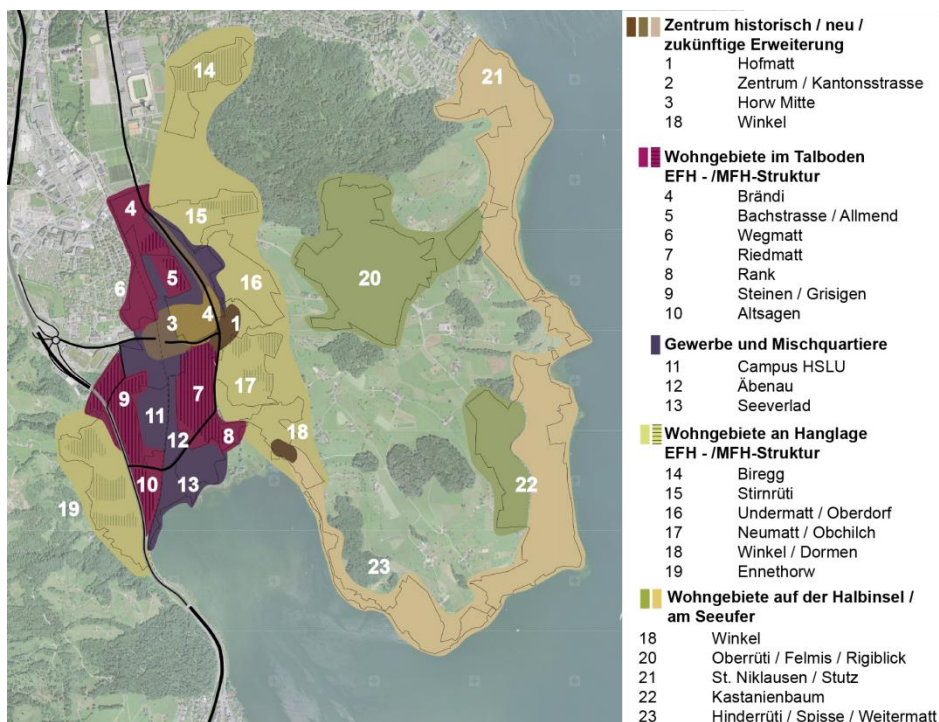 14
21
4
15
5
20
16
6
3
4
1
17
9
7
11
18
12
8
22
10
13
19
23
Zentrum historisch / neu /
zukünftige Erweiterung
1 Hofmatt
2 Zentrum / Kantonsstrasse
3 Horw Mitte
18 Winkel
Wohngebiete im Talboden
EFH - /MFH-Struktur
4 Brändi
5 Bachstrasse / Allmend
6 Wegmatt
7 Riedmatt
8 Rank
9 Steinen / Grisigen
10 Altsagen
Gewerbe und Mischquartiere
11 Campus HSLU
12 Äbenau
13 Seeverlad
Wohngebiete an Hanglage
EFH - /MFH-Struktur
14 Biregg
15 Stirnrüti
16 Undermatt / Oberdorf
17 Neumatt / Obchilch
18 Winkel / Dormen
19 Ennethorw
Wohngebiete auf der Halbinsel /
am Seeufer
18 Winkel
20 Oberrüti / Felmis / Rigiblick
21 St. Niklausen / Stutz
22 Kastanienbaum
23 Hinderrüti / Spisse / Weitermatt